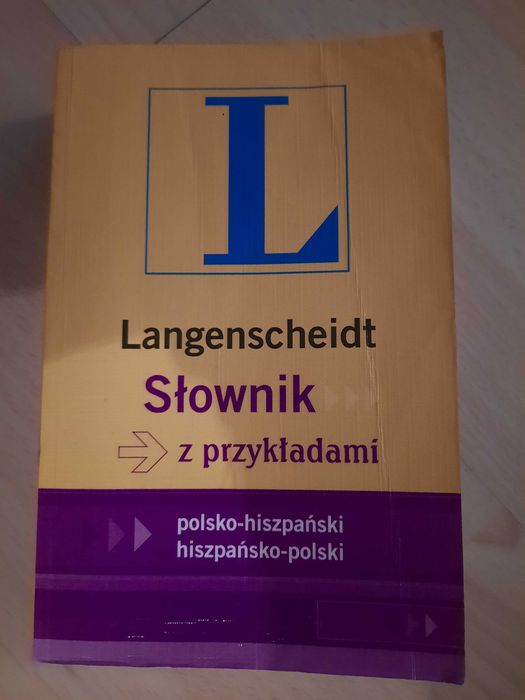 L
Langenscheidt
Słownik
z przykładami
polsko-hiszpański
hiszpańsko-polski